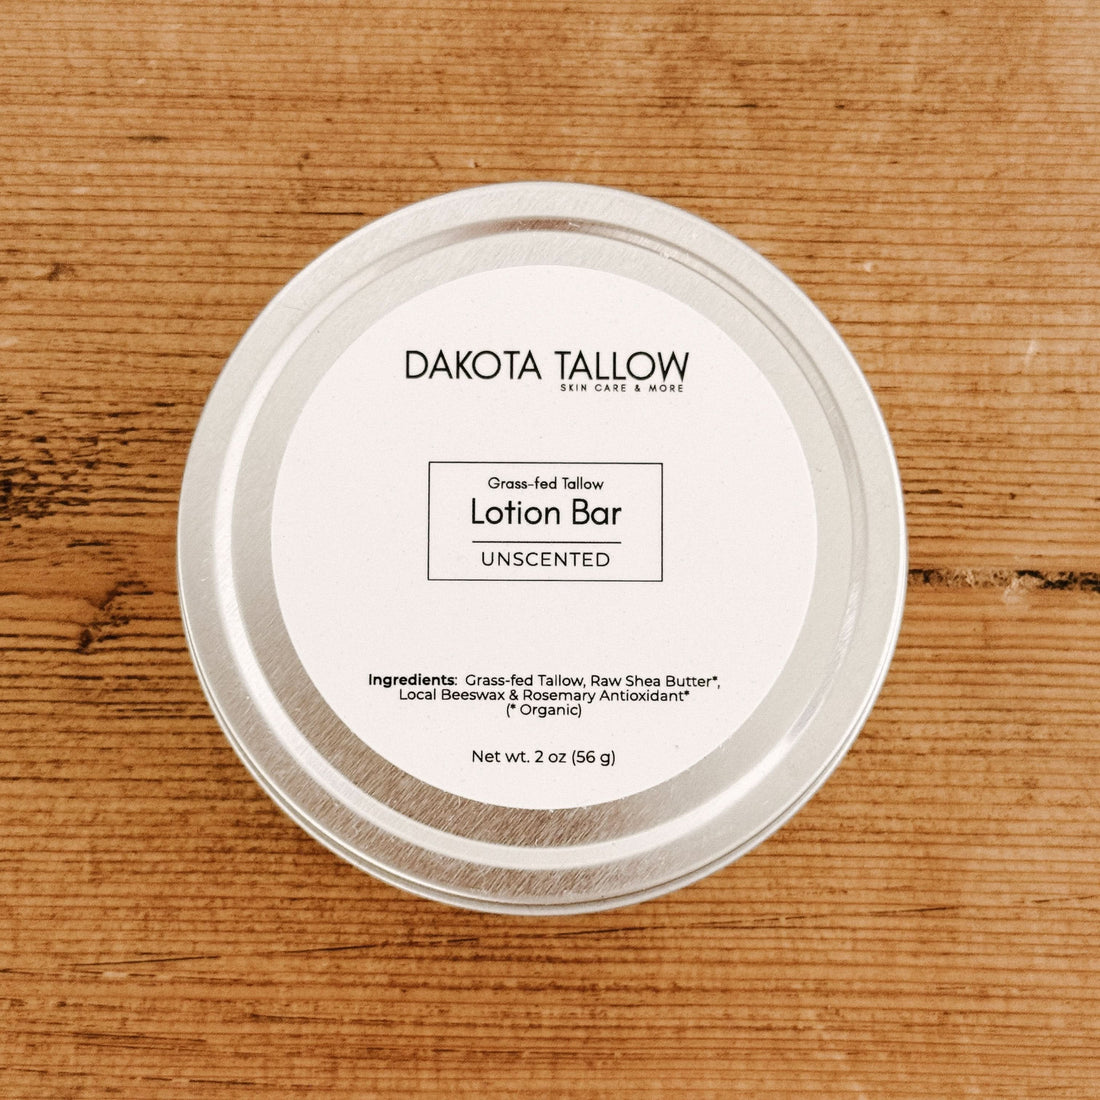 DAKOTA TALLOW
SKIN CARE & MORE
Grass-fed Tallow
Lotion Bar
UNSCENTED
Ingredients: Grass-fed Tallow, Raw Shea Butter*,
Local Beeswax & Rosemary Antioxidant*
(* Organic)
Net wt. 2 oz (56 g)